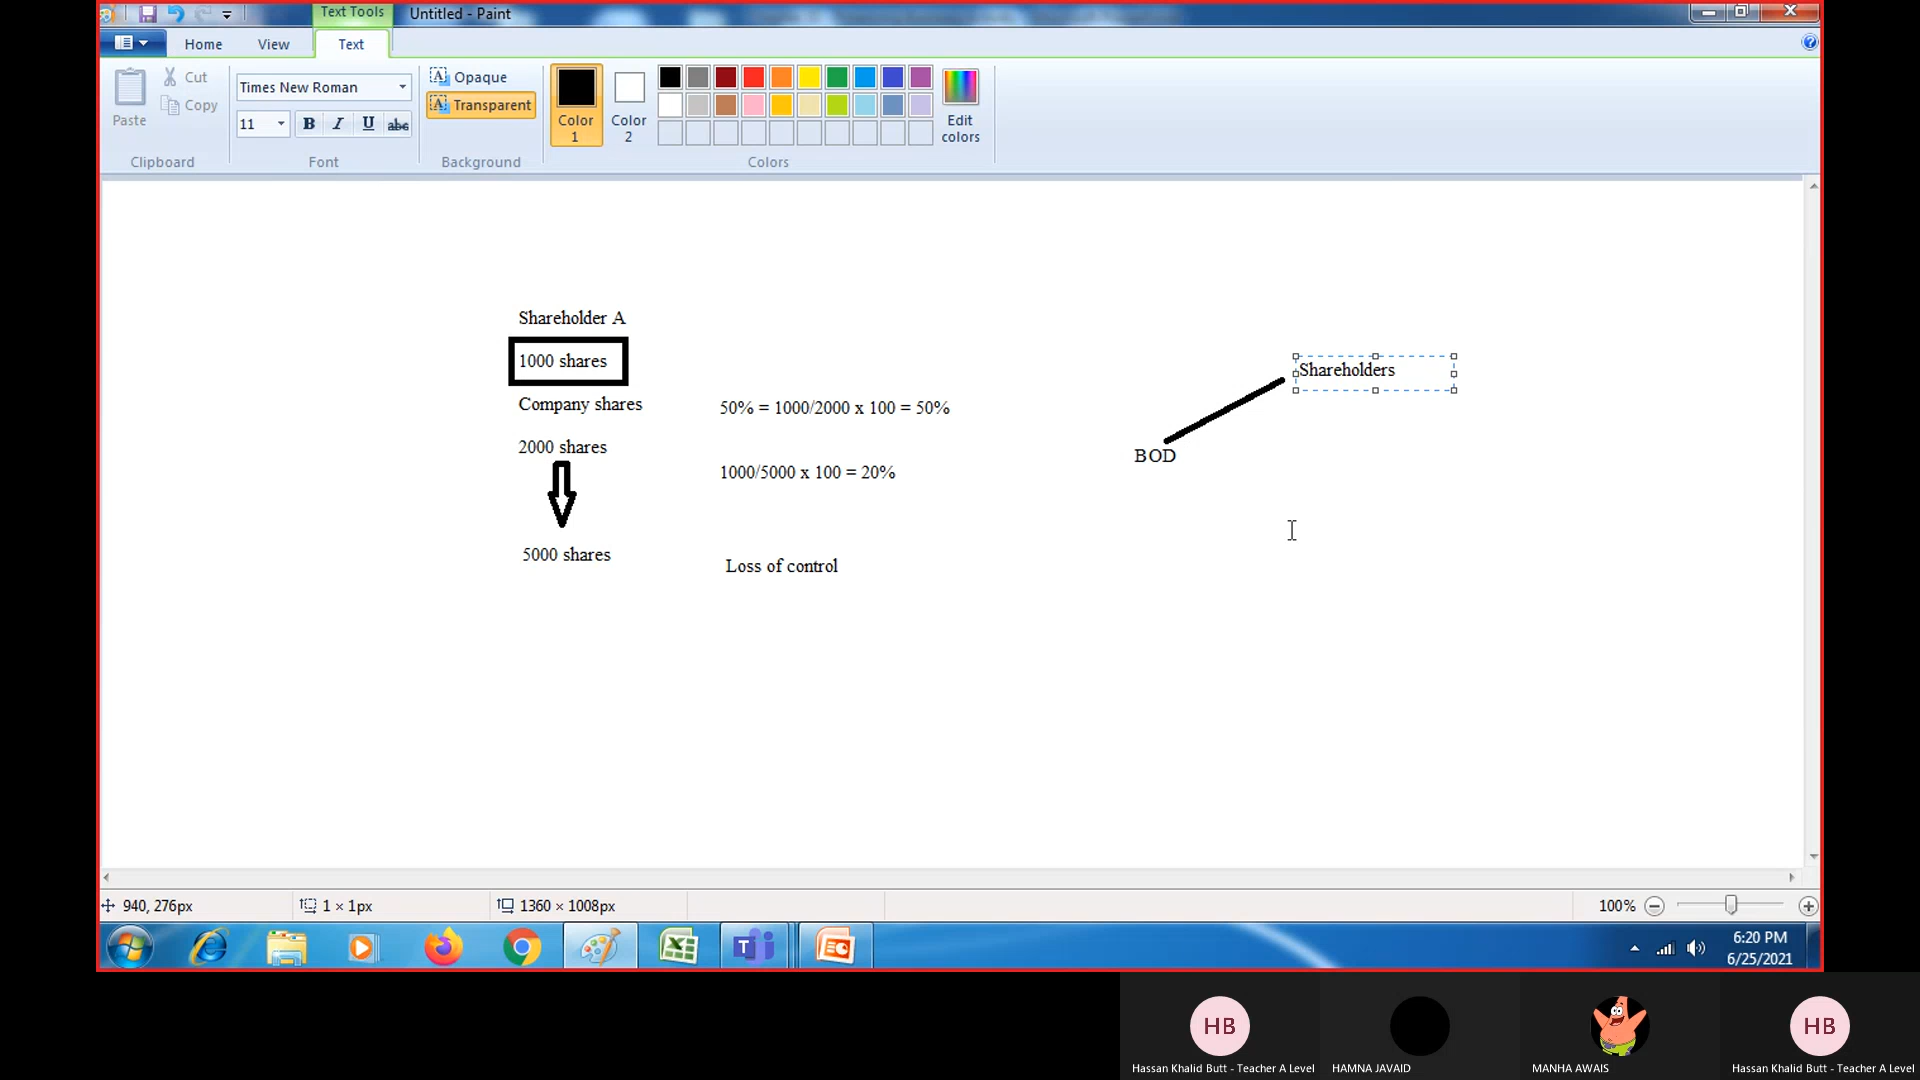 Text Tools
Untitled - Paint
Home
View
Text
Paste
Cut
Copy
Clipboard
Times New Roman
11
B I U abc
Font
Opaque
Transparent
Background
Color 1
Color 2
Edit colors
Colors
Shareholder A
1000 shares
Company shares
50% = 1000/2000 x 100 = 50%
2000 shares
1000/5000 x 100 = 20%
5000 shares
Loss of control
Shareholders
BOD
940, 276px
1 × 1px
1360 × 1008px
100%
6:20 PM
6/25/2021
HB
HB
Hassan Khalid Butt - Teacher A Level
HAMNA JAVAID
MANHA AWAIS
Hassan Khalid Butt - Teacher A Level